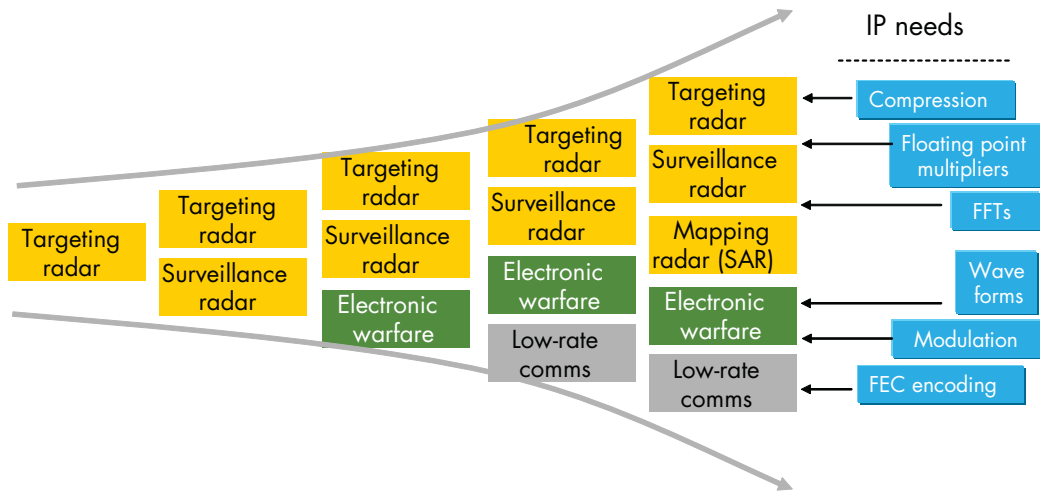 IP needs
Targeting
radar
Targeting
radar
Surveillance
radar
Targeting
radar
Surveillance
radar
Electronic
warfare
Targeting
radar
Surveillance
radar
Electronic
warfare
Low-rate
comms
Targeting
radar
Surveillance
radar
Mapping
radar (SAR)
Electronic
warfare
Low-rate
comms
Compression
Floating point
multipliers
FFTs
Wave
forms
Modulation
FEC encoding